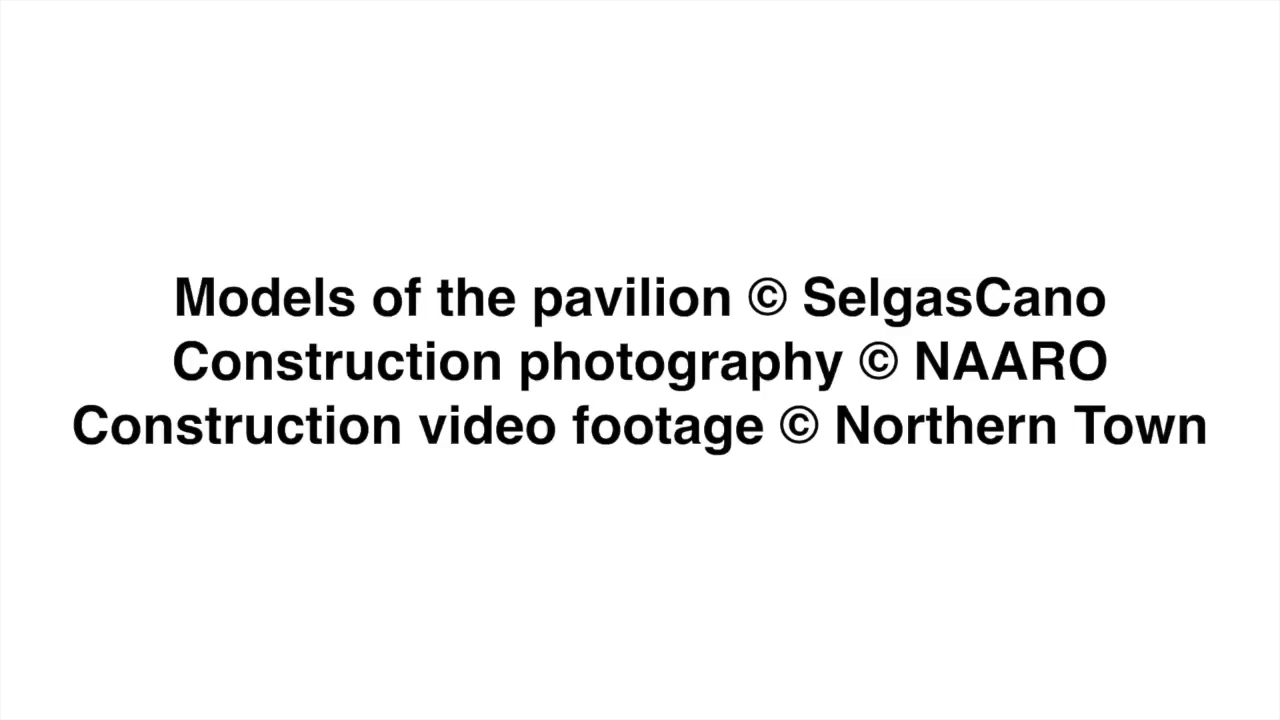 Models of the pavilion © SelgasCano
Construction photography © NAARO
Construction video footage © Northern Town